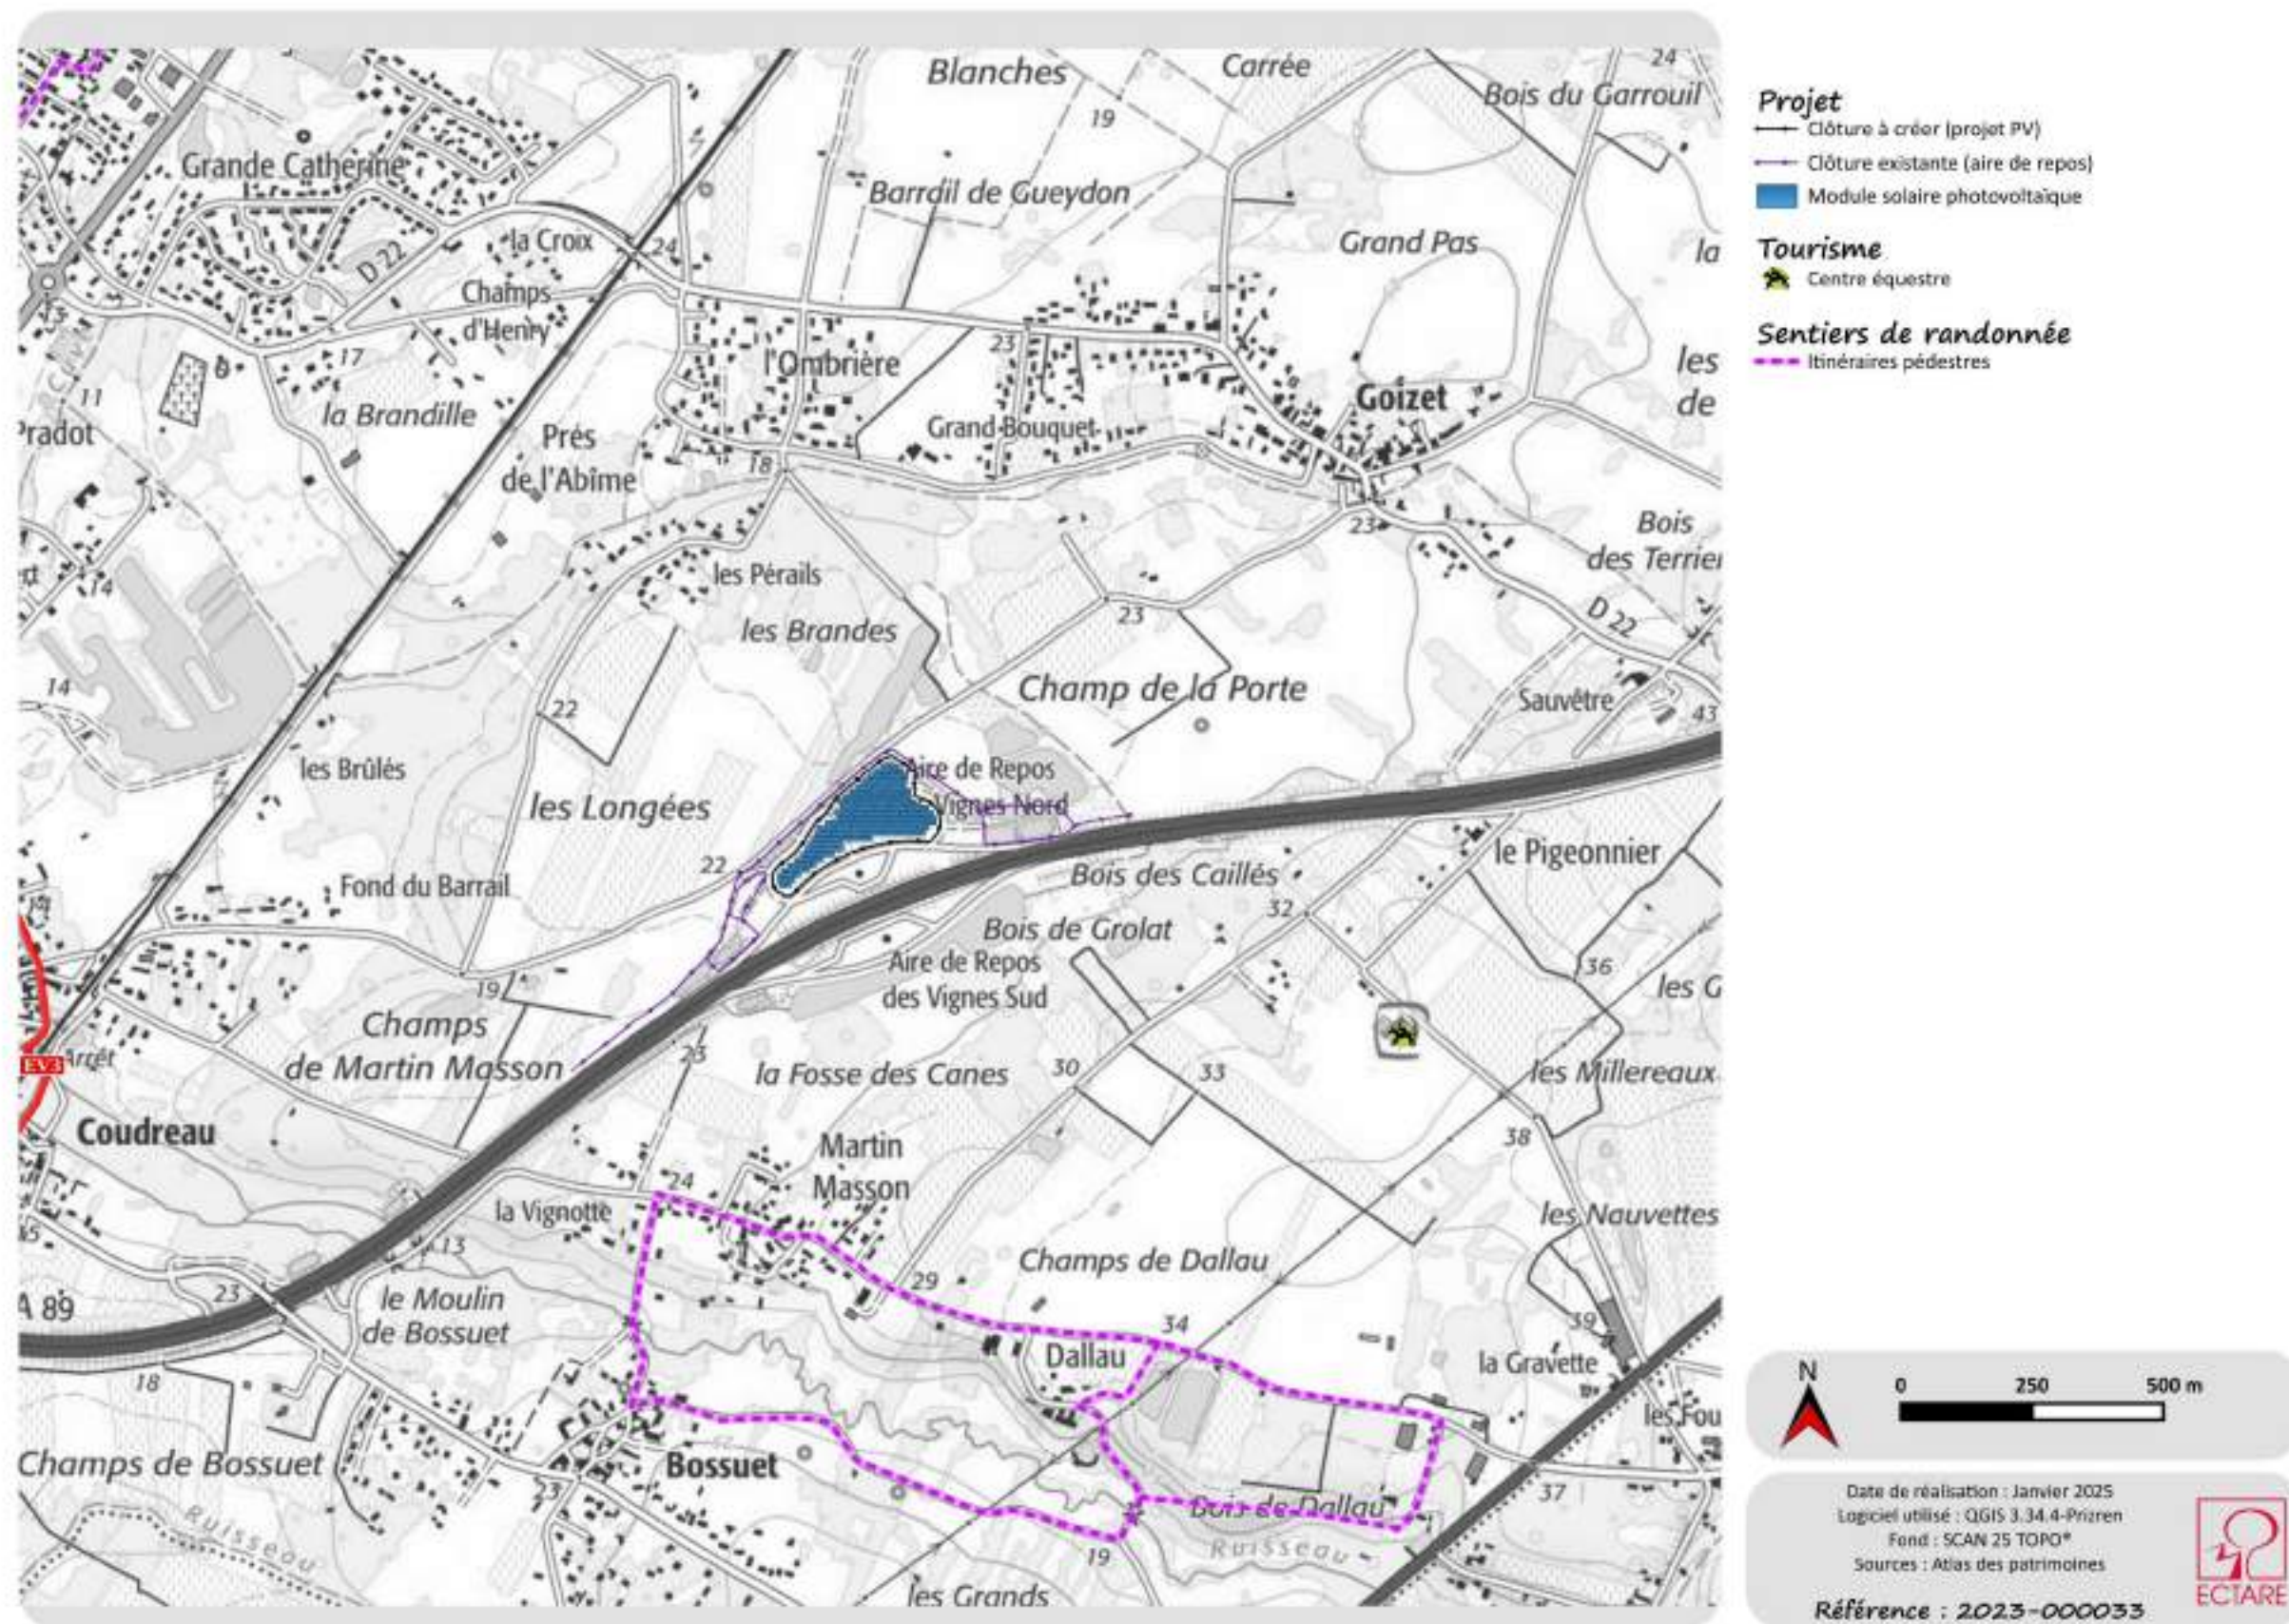 Blanches
Carrée
24
Bois du Garrouil
19
Grande Catherine
Barrail de Gueydon
la Croix
24
Grand Pas
la
D 22
Champs
d'Henry
23
17
l'Ombrière
les
11
la Brandille
Goizet
de
Pradot
Prés
Grand Bouquet
de l'Abîme
18
23
Bois
des Terrier
14
les Pérails
23
D 22
les Brandes
14
Champ de la Porte
22
Sauvêtre
43
les Brûlés
Aire de Repos
les Longées
Vignes Nord
22
Bois des Caillés
le Pigeonnier
Fond du Barrail
32
Bois de Grolat
Aire de Repos
des Vignes Sud
36
19
les G
Champs
de Martin Masson
EV3
Arrêt
23
la Fosse des Canes
30
33
les Millereaux
Coudreau
Martin
Masson
38
24
la Vignotte
les Nauvettes
13
Champs de Dallau
29
23
A 89
le Moulin
de Bossuet
34
39
Dallau
la Gravette
18
les Fou
Champs de Bossuet
Bossuet
23
37
Bois de Dallau
Ruisseau
19
Ruisseau
les Grands
Projet
Clôture à créer (projet PV)
Clôture existante (aire de repos)
Module solaire photovoltaïque
Tourisme
Centre équestre
Sentiers de randonnée
Itinéraires pédestres
N
0 250 500 m
Date de réalisation : Janvier 2025
Logiciel utilisé : QGIS 3.34.4-Prizren
Fond : SCAN 25 TOPO®
Sources : Atlas des patrimoines
Référence : 2023-000033
ECTARE